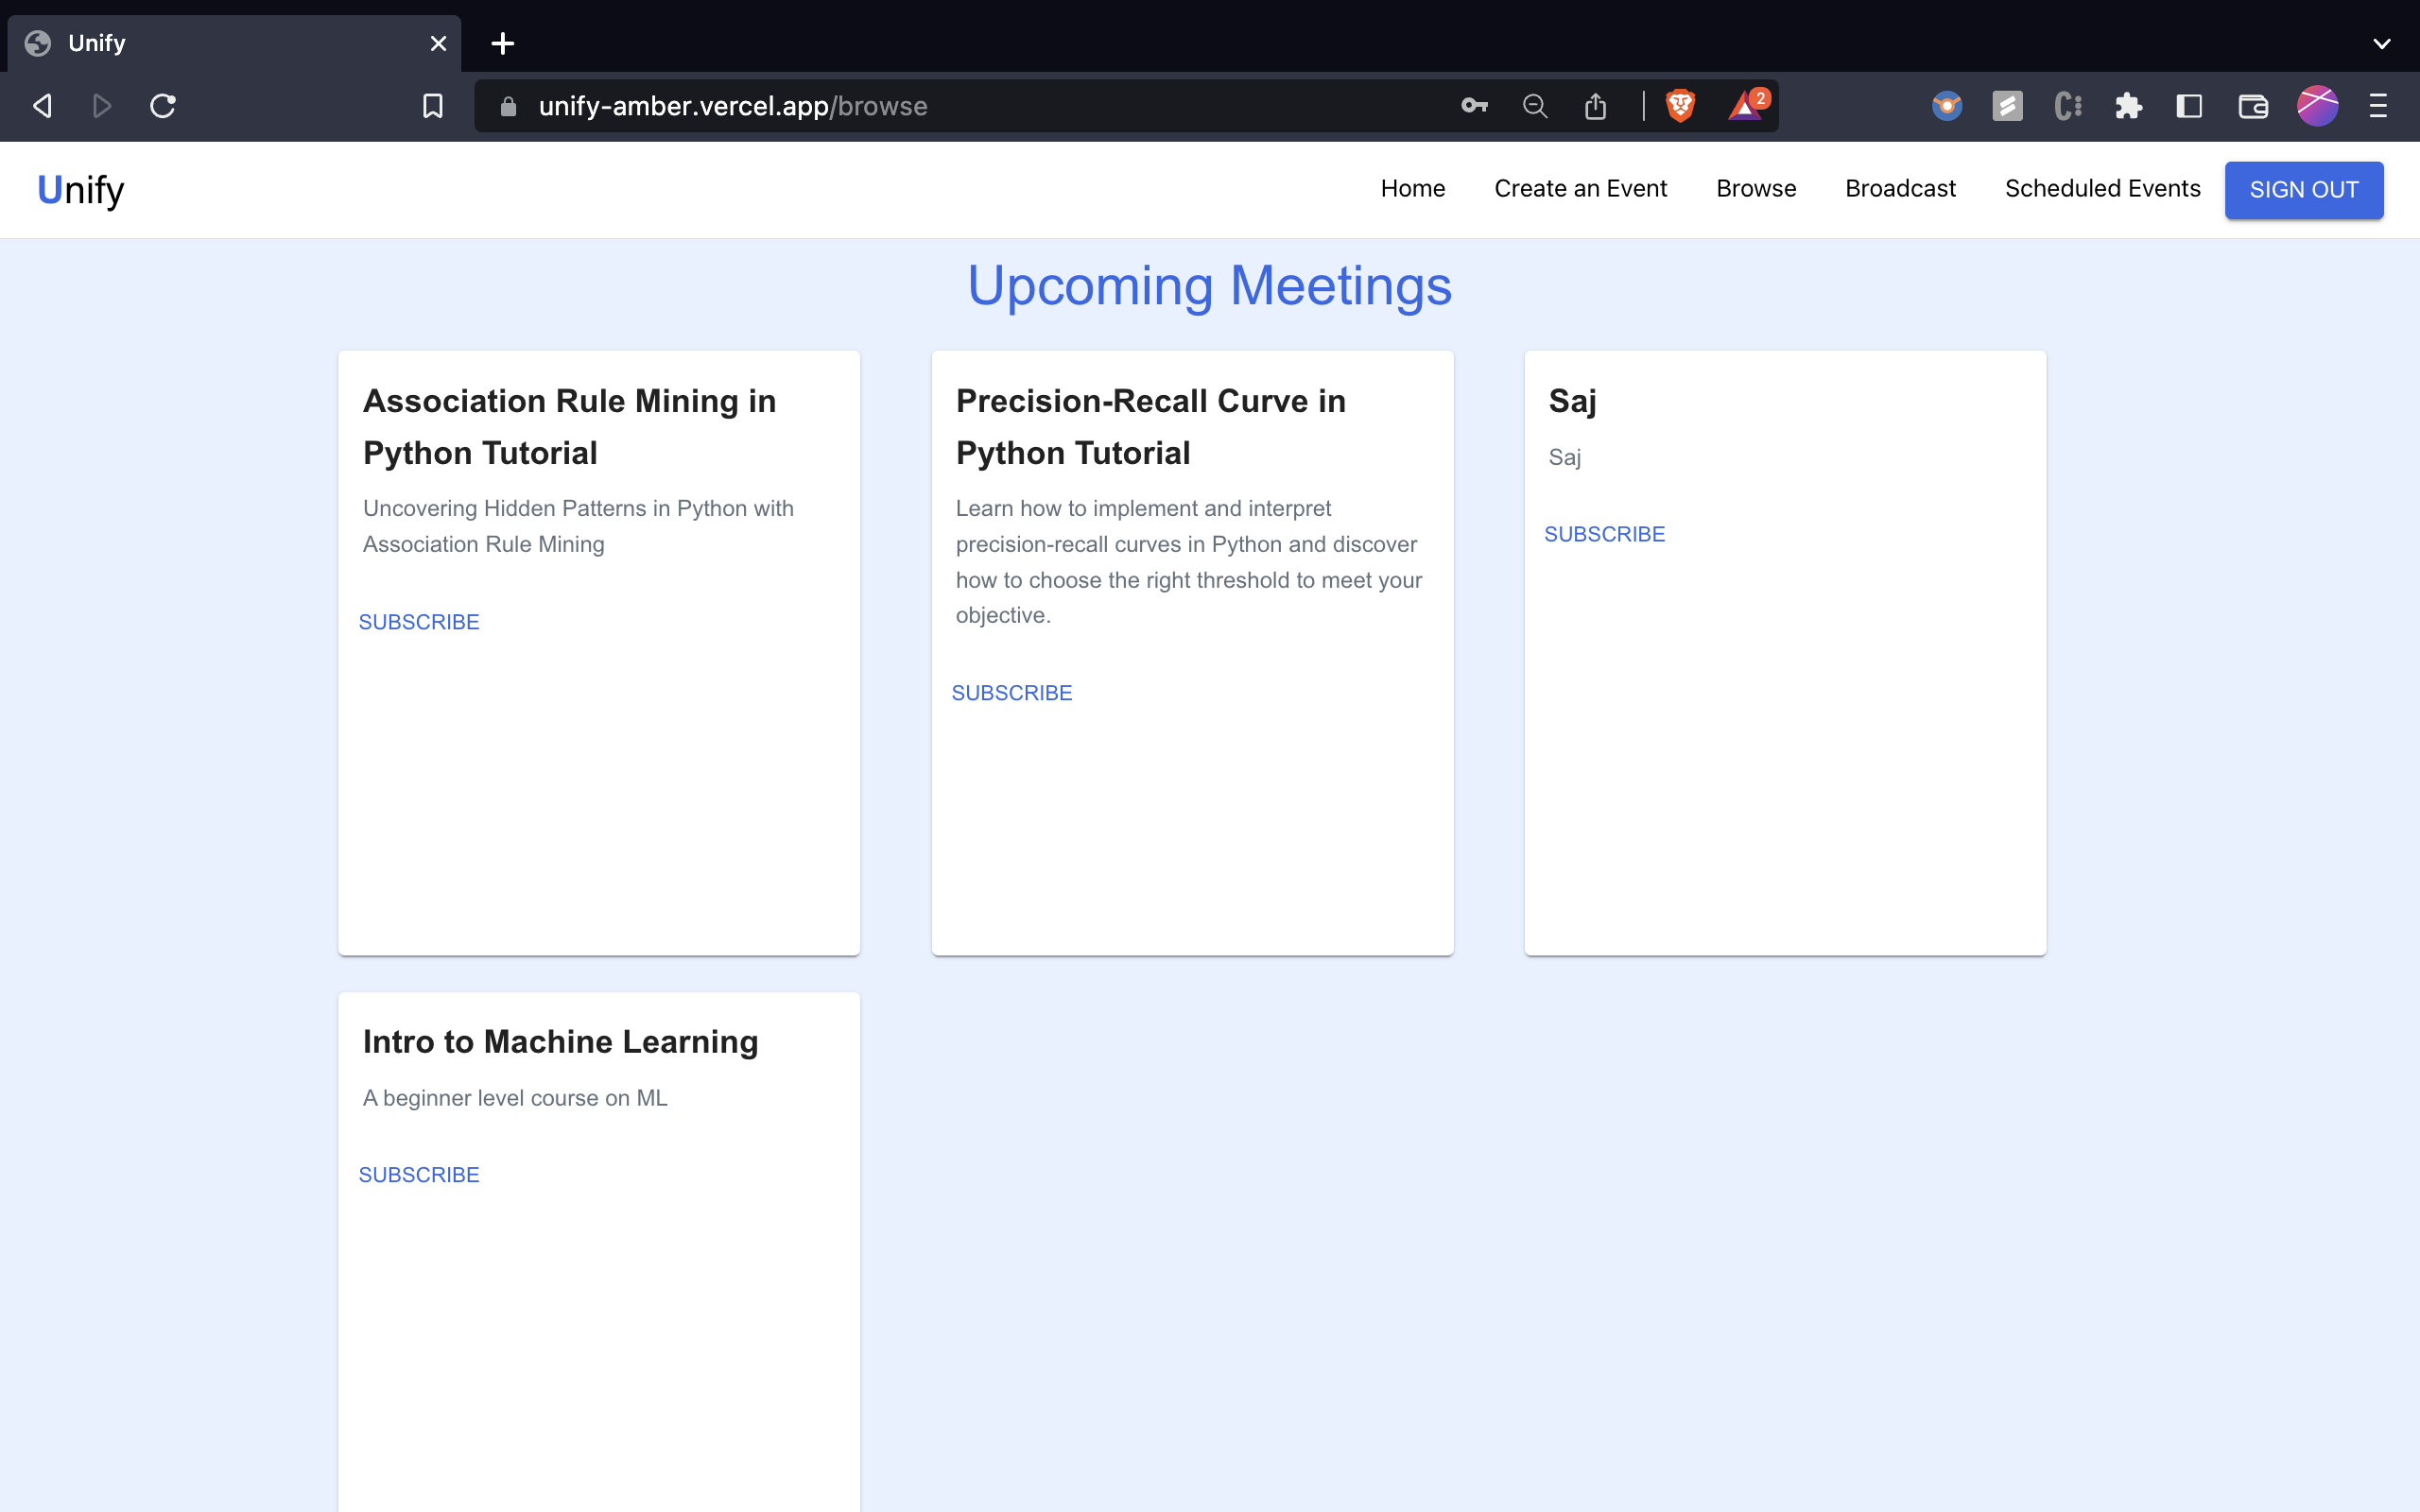 Unify
unify-amber.vercel.app/browse
2
Unify
Home Create an Event Browse Broadcast Scheduled Events SIGN OUT
Upcoming Meetings
Association Rule Mining in
Python Tutorial
Uncovering Hidden Patterns in Python with
Association Rule Mining
SUBSCRIBE
Precision-Recall Curve in
Python Tutorial
Learn how to implement and interpret
precision-recall curves in Python and discover
how to choose the right threshold to meet your
objective.
SUBSCRIBE
Saj
Saj
SUBSCRIBE
Intro to Machine Learning
A beginner level course on ML
SUBSCRIBE